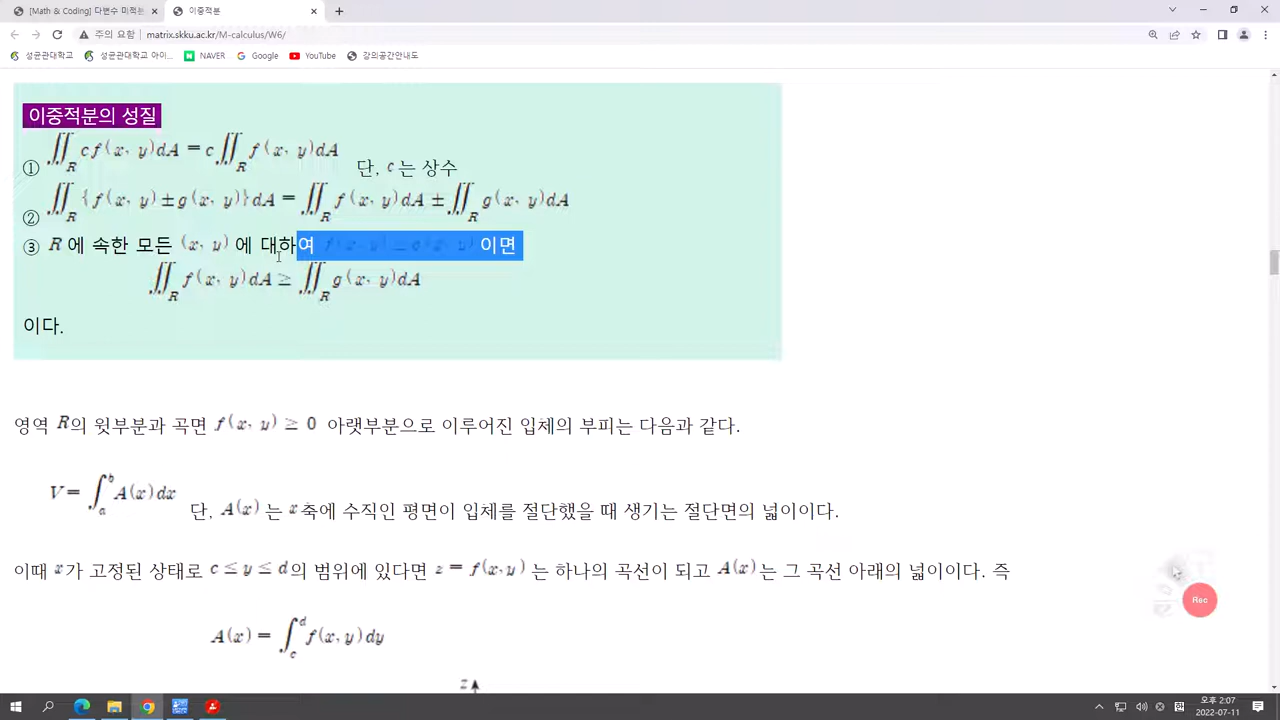 [Math & Coding] 다변수 미적분 이중적분
주의 요함 matrix.skku.ac.kr/M-calculus/W6/
성균관대학교 성균관대학교 아이... NAVER Google YouTube 강의공간안내도
이중적분의 성질
① ∬_R cf(x, y)dA = c∬_R f(x, y)dA 단, c는 상수
② ∬_R {f(x, y) ± g(x, y)}dA = ∬_R f(x, y)dA ± ∬_R g(x, y)dA
③ R에 속한 모든 (x, y)에 대하여 이면
∬_R f(x, y)dA ≥ ∬_R g(x, y)dA
이다.
영역 R의 윗부분과 곡면 f(x, y) ≥ 0 아랫부분으로 이루어진 입체의 부피는 다음과 같다.
V = ∫_a^b A(x)dx 단, A(x)는 x축에 수직인 평면이 입체를 절단했을 때 생기는 절단면의 넓이이다.
이때 x가 고정된 상태로 c ≤ y ≤ d의 범위에 있다면 z = f(x,y)는 하나의 곡선이 되고 A(x)는 그 곡선 아래의 넓이이다. 즉
Rec
A(x) = ∫_c^d f(x,y)dy
z
오후 2:07
2022-07-11